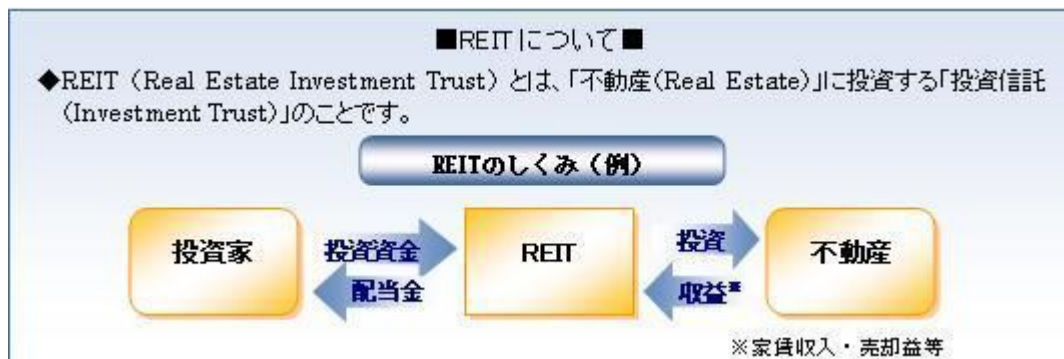 ■REITについて■
◆REIT（Real Estate Investment Trust）とは、「不動産(Real Estate)」に投資する「投資信託
(Investment Trust)」のことです。
REITのしくみ（例）
投資家
投資資金
配当金
REIT
投資
収益※
不動産
※家賃収入・売却益等